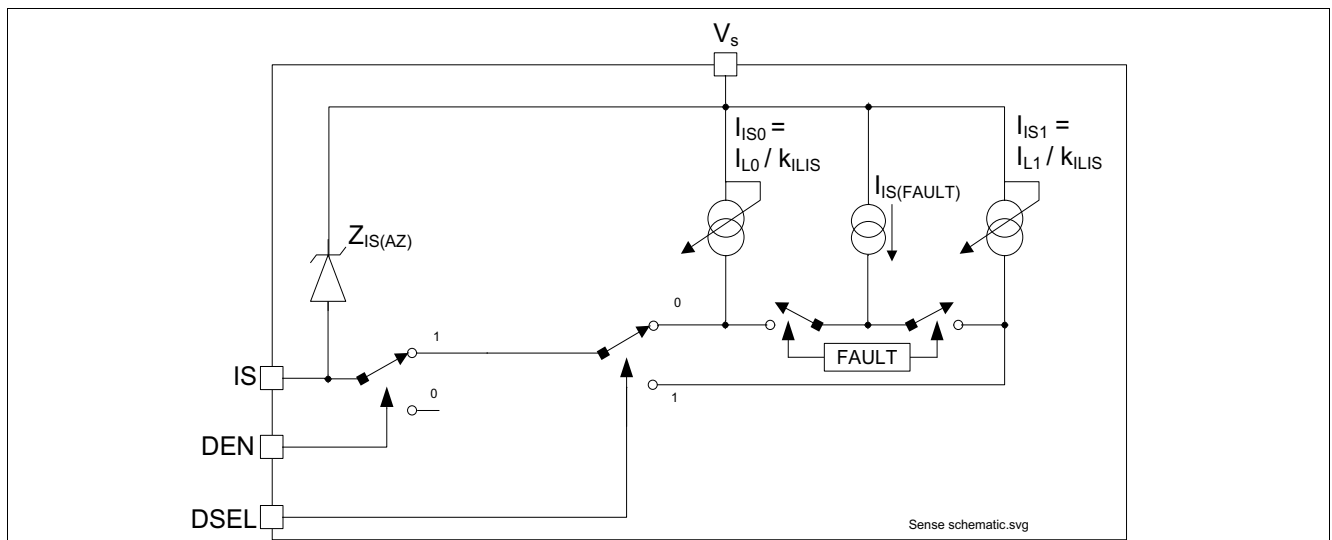 Vs
IIS0 =
IL0 / kILIS
IIS(FAULT)
IIS1 =
IL1 / kILIS
ZIS(AZ)
0
1
FAULT
IS
0
1
DEN
DSEL
Sense schematic.svg